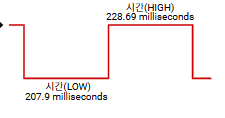 시간(HIGH)
228.69 milliseconds
시간(LOW)
207.9 milliseconds